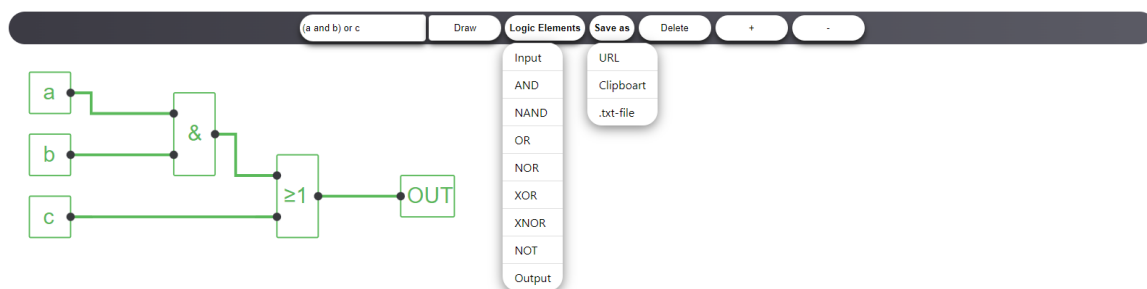 (a and b) or c
Draw
Logic Elements
Save as
Delete
+
-
Input
AND
NAND
OR
NOR
XOR
XNOR
NOT
Output
URL
Clipboart
.txt-file
a
b
c
&
≥1
OUT